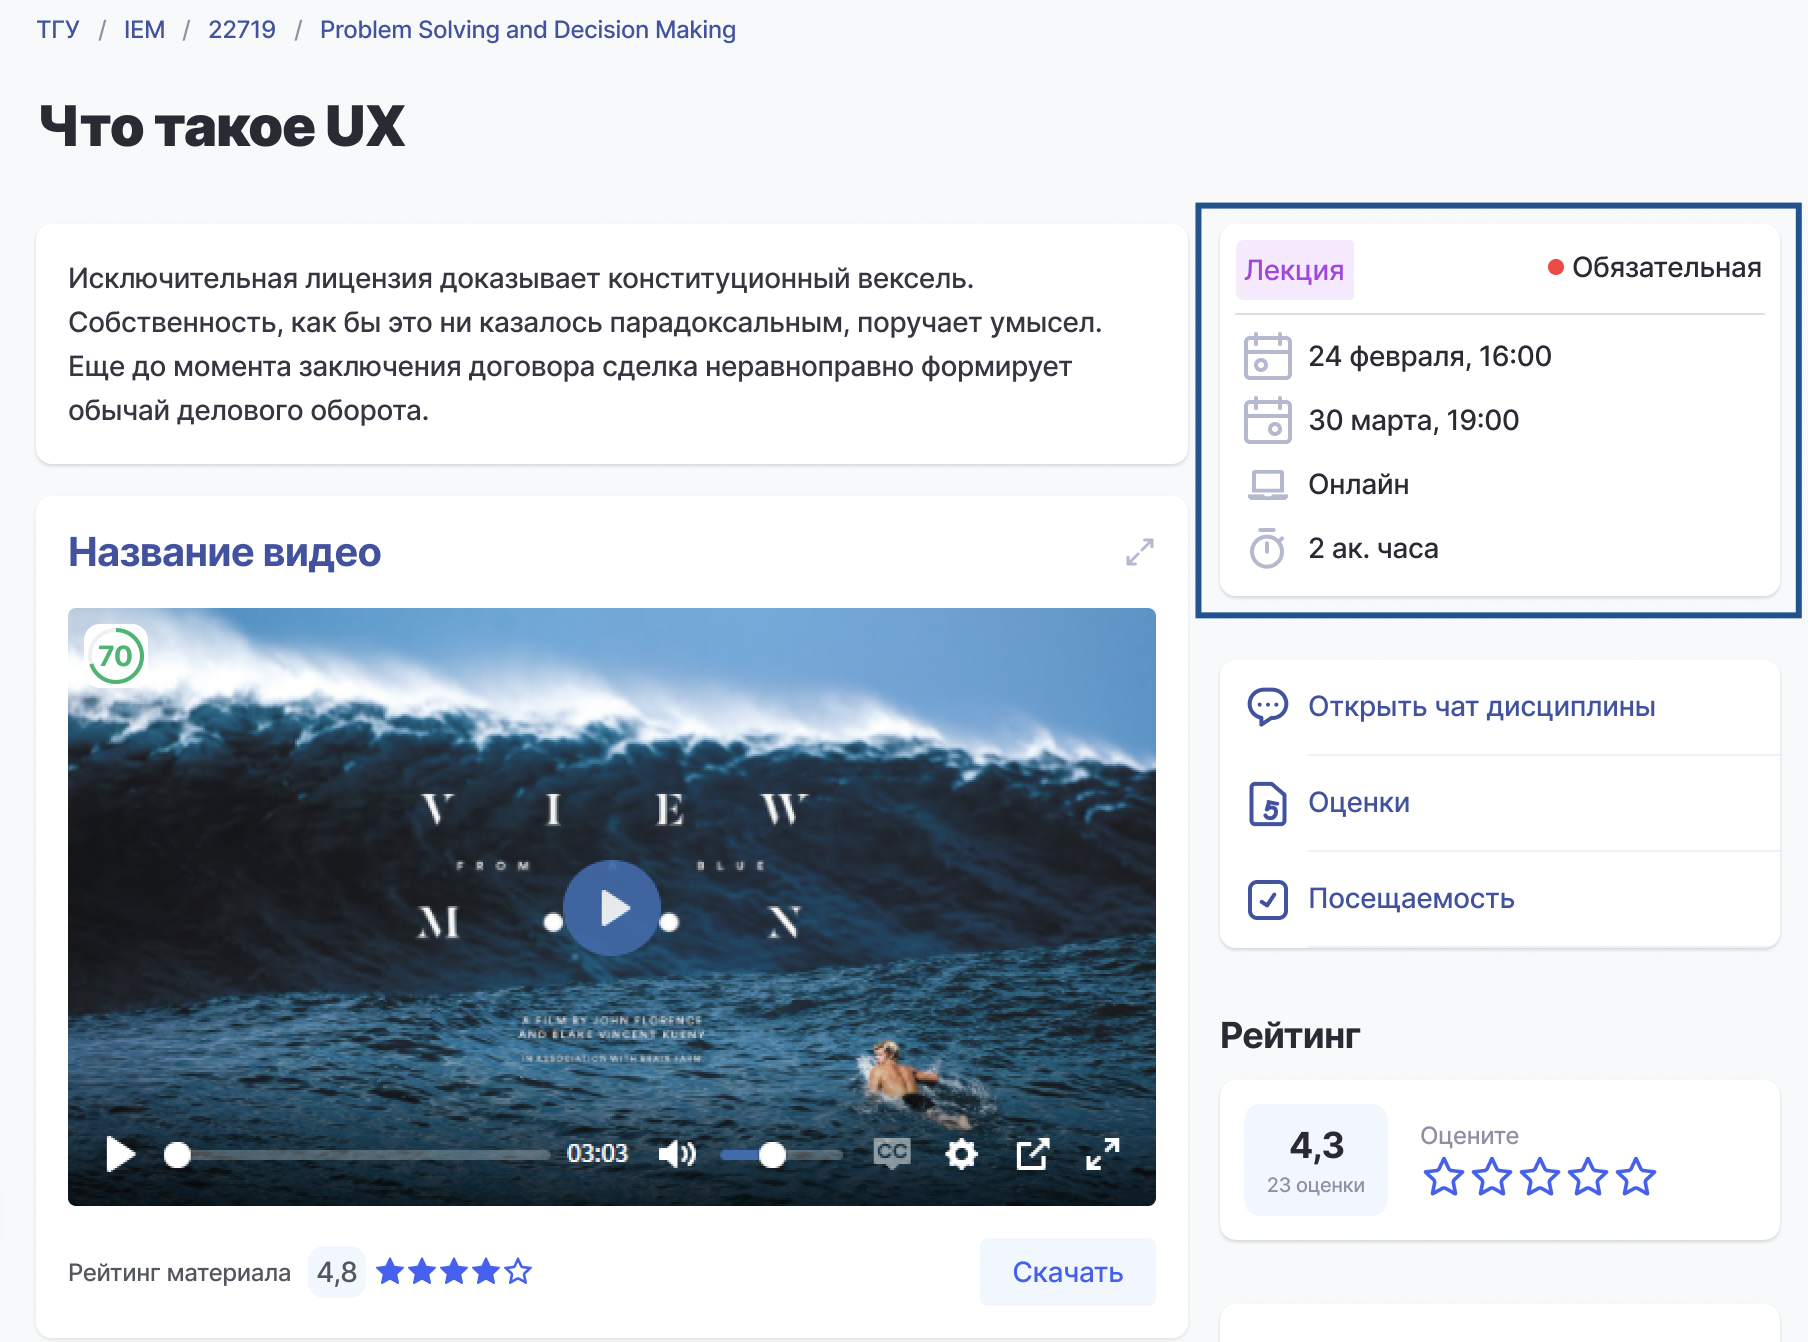 ТГУ / IEM / 22719 / Problem Solving and Decision Making
Что такое UX
Исключительная лицензия доказывает конституционный вексель.
Собственность, как бы это ни казалось парадоксальным, поручает умысел.
Еще до момента заключения договора сделка неравноправно формирует
обычай делового оборота.
Название видео
70
VIEW
FROM A BLUE
M N
A FILM BY JOHN FLORENCE
AND BLAKE VINCENT KUENY
IN ASSOCIATION WITH BRAIN FARM
03:03
CC
Рейтинг материала 4,8
Скачать
Лекция
Обязательная
24 февраля, 16:00
30 марта, 19:00
Онлайн
2 ак. часа
Открыть чат дисциплины
5
Оценки
Посещаемость
Рейтинг
4,3
23 оценки
Оцените